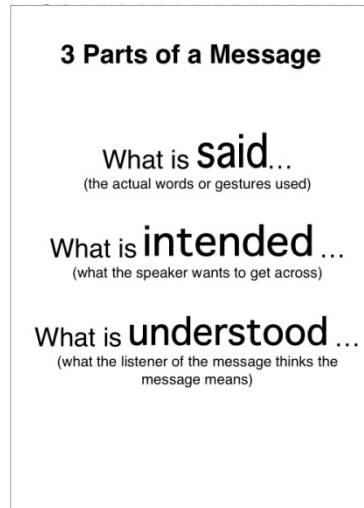 3 Parts of a Message
What is said...
(the actual words or gestures used)
What is intended ...
(what the speaker wants to get across)
What is understood ...
(what the listener of the message thinks the
message means)